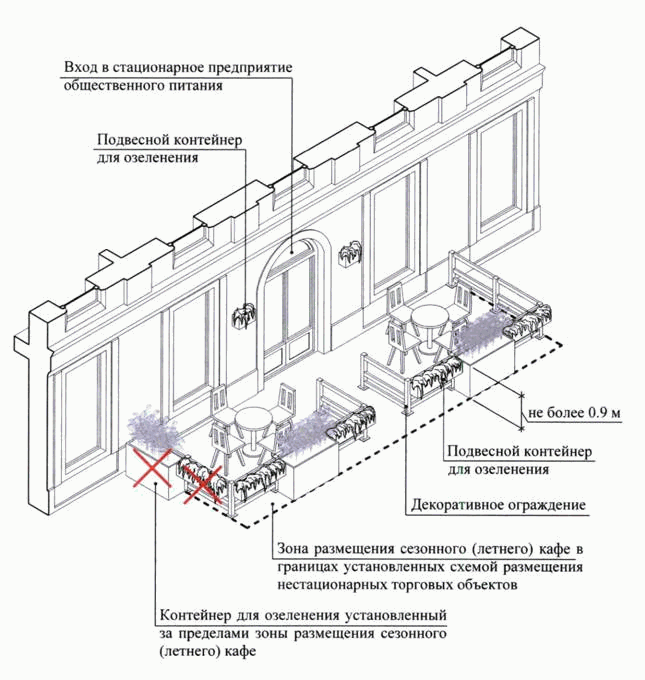 Вход в стационарное предприятие
общественного питания
Подвесной контейнер
для озеленения
не более 0.9 м
Подвесной контейнер
для озеленения
Декоративное ограждение
Зона размещения сезонного (летнего) кафе в
границах установленных схемой размещения
нестационарных торговых объектов
Контейнер для озеленения установленный
за пределами зоны размещения сезонного
(летнего) кафе